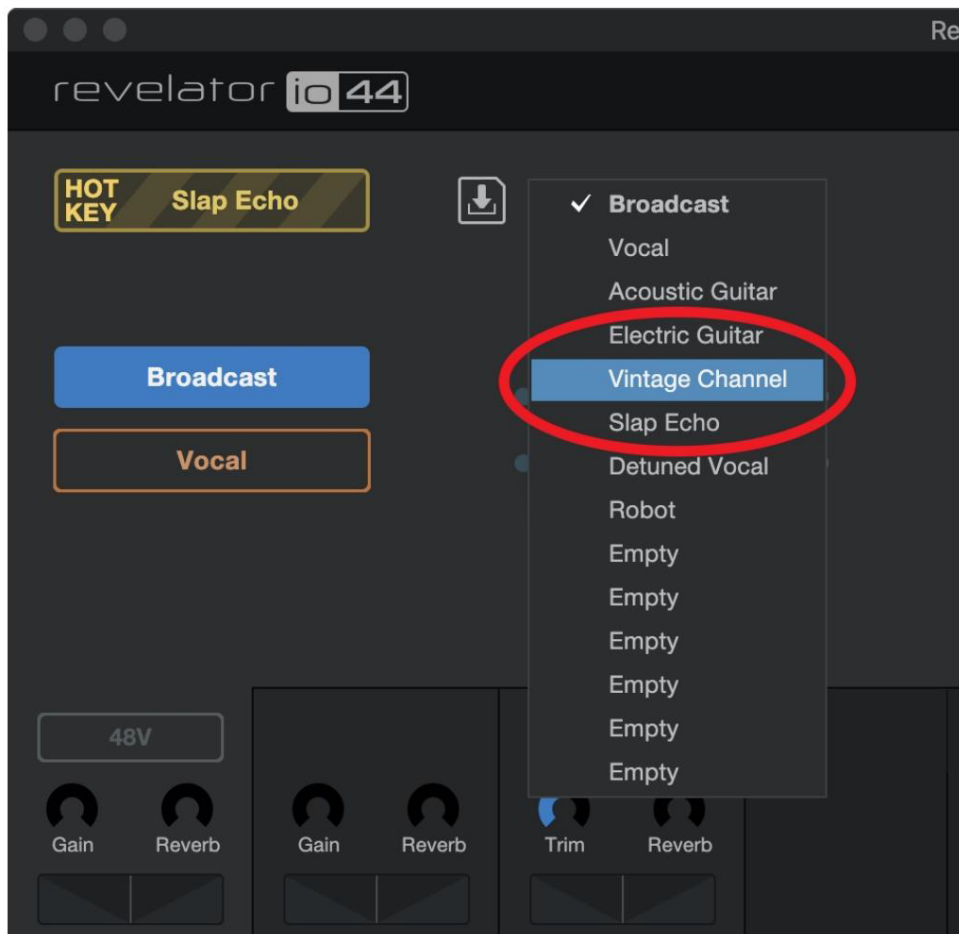 Re
revelator io 44
HOT KEY
Slap Echo
✓ Broadcast
Vocal
Acoustic Guitar
Electric Guitar
Vintage Channel
Slap Echo
Detuned Vocal
Robot
Empty
Empty
Empty
Empty
Empty
Empty
Broadcast
Vocal
48V
Gain Reverb Gain Reverb Trim Reverb